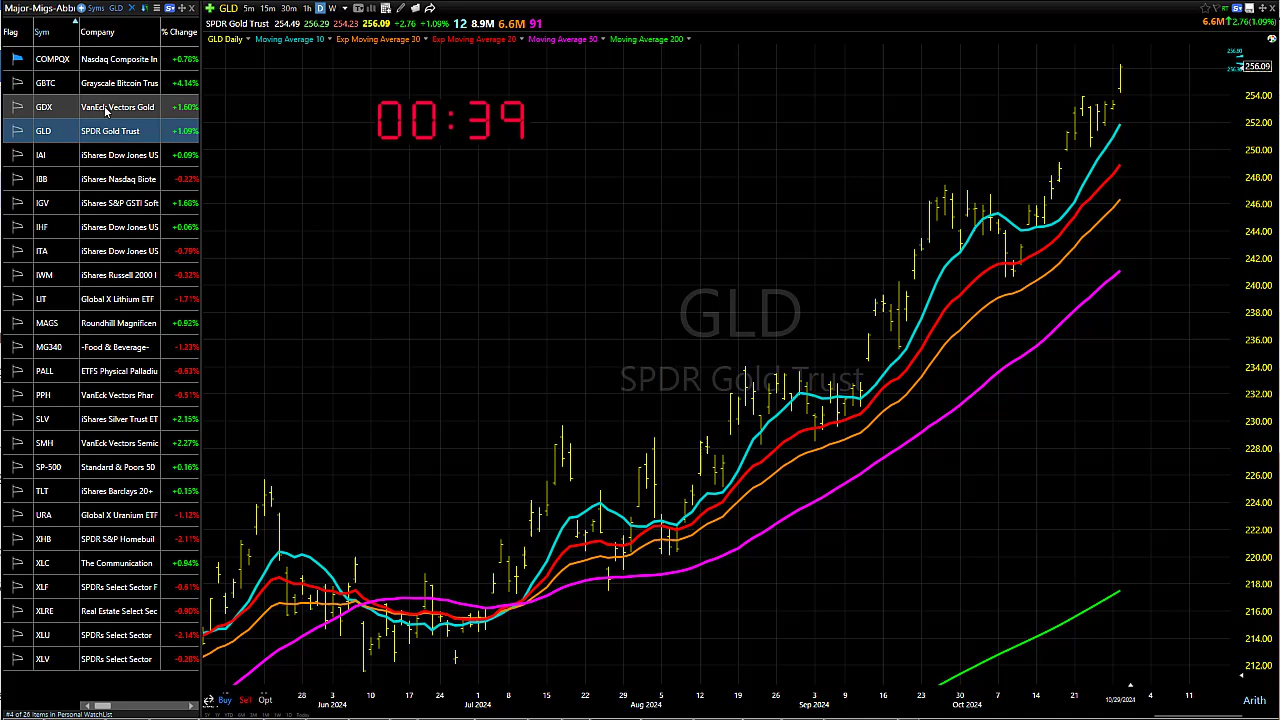 Major-Migs-Abb Syms GLD
GLD 5m 15m 30m 1h D W
Flag Sym Company % Change
SPDR Gold Trust 254.49 256.29 254.23 256.09 +2.76 +1.09% 12 8.9M 6.6M 91
6.6M 2.76(1.09%)
GLD Daily Moving Average 10 Exp Moving Average 30 Exp Moving Average 20 Moving Average 50 Moving Average 200
COMPQX Nasdaq Composite In +0.78%
GBTC Grayscale Bitcoin Trus +4.14%
GDX VanEck Vectors Gold +1.60%
GLD SPDR Gold Trust +1.09%
IAI iShares Dow Jones US +0.09%
IBB iShares Nasdaq Biote -0.22%
IGV iShares S&P GSTI Soft +1.60%
IHF iShares Dow Jones US +0.06%
ITA iShares Dow Jones US -0.79%
IWM iShares Russell 2000 I -0.32%
LIT Global X Lithium ETF -1.71%
MAGS Roundhill Magnificen +0.92%
MG340 -Food & Beverage- -1.23%
PALL ETFS Physical Palladiu -0.63%
PPH VanEck Vectors Phar -0.51%
SLV iShares Silver Trust ET +2.15%
SMH VanEck Vectors Semic +2.27%
SP-500 Standard & Poors 50 +0.16%
TLT iShares Barclays 20+ +0.15%
URA Global X Uranium ETF -1.12%
XHB SPDR S&P Homebuil -2.11%
XLC The Communication +0.94%
XLF SPDRs Select Sector F -0.61%
XLRE Real Estate Select Sec -0.90%
XLU SPDRs Select Sector -2.14%
XLV SPDRs Select Sector -0.28%
#4 of 26 items in Personal WatchList
00:39
GLD
SPDR Gold Trust
256.09
254.00
252.00
250.00
248.00
246.00
244.00
242.00
240.00
238.00
236.00
234.00
232.00
230.00
228.00
226.00
224.00
222.00
220.00
218.00
216.00
214.00
212.00
Buy Sell Opt
28 3 10 17 24 8 15 22 29 12 19 26 3 9 16 23 30 7 14 21 10/29/2024 4 11
Jun 2024 Jul 2024 Aug 2024 Sep 2024 Oct 2024
Arith